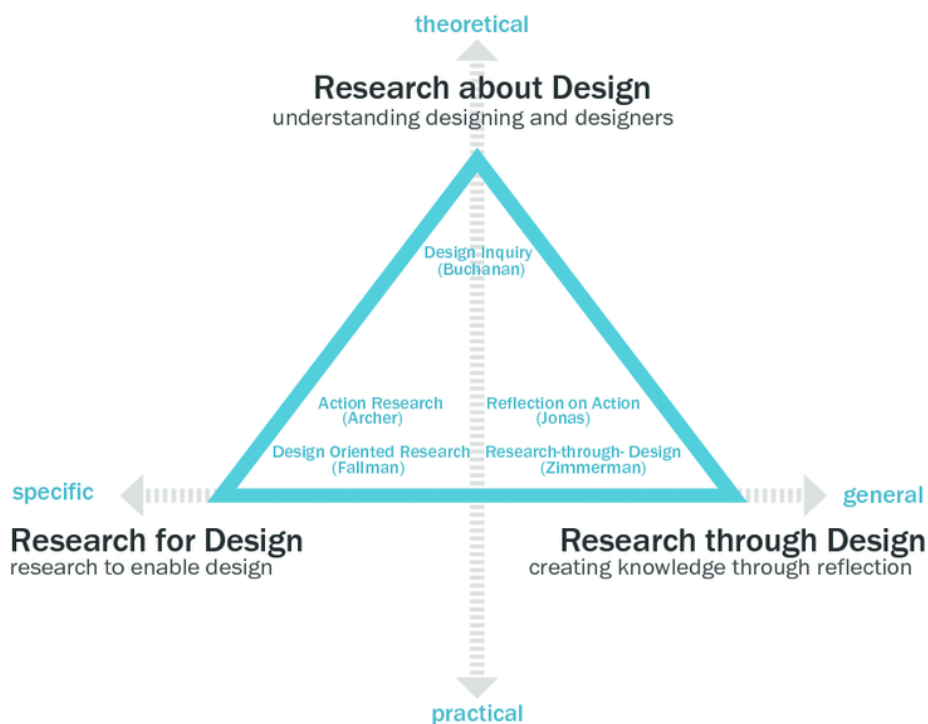 theoretical
Research about Design
understanding designing and designers
Design Inquiry
(Buchanan)
Action Research
(Archer)
Reflection on Action
(Jonas)
Design Oriented Research
(Fallman)
Research-through- Design
(Zimmerman)
specific
general
Research for Design
research to enable design
Research through Design
creating knowledge through reflection
practical